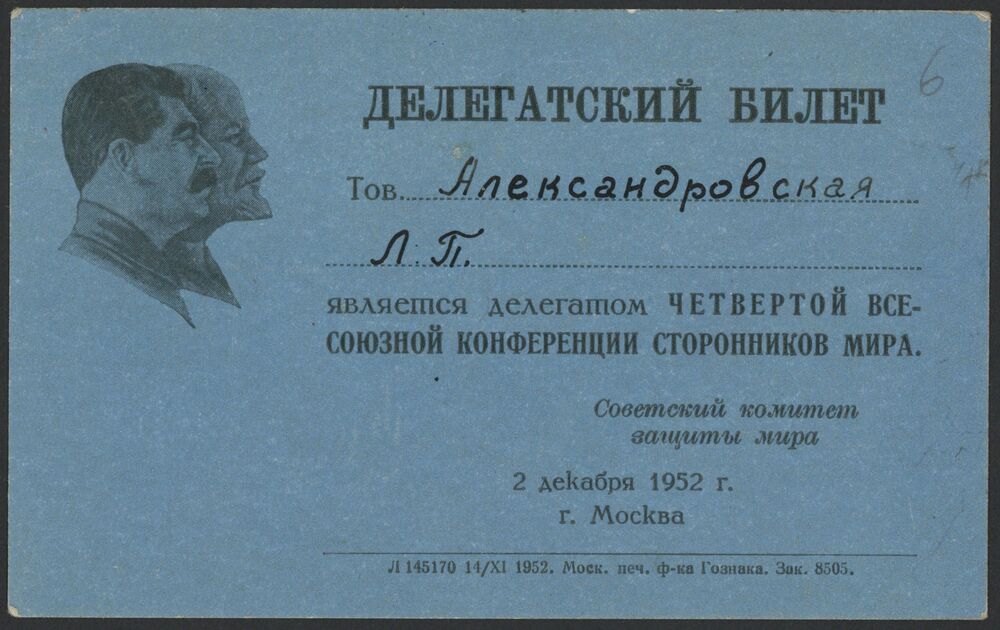 6
ДЕЛЕГАТСКИЙ БИЛЕТ
Тов. Александровская
Л. П.
является делегатом ЧЕТВЕРТОЙ ВСЕ-
СОЮЗНОЙ КОНФЕРЕНЦИИ СТОРОННИКОВ МИРА.
Советский комитет
защиты мира
2 декабря 1952 г.
г. Москва
Л 145170 14/XI 1952. Моск. печ. ф-ка Гознака. Зак. 8505.